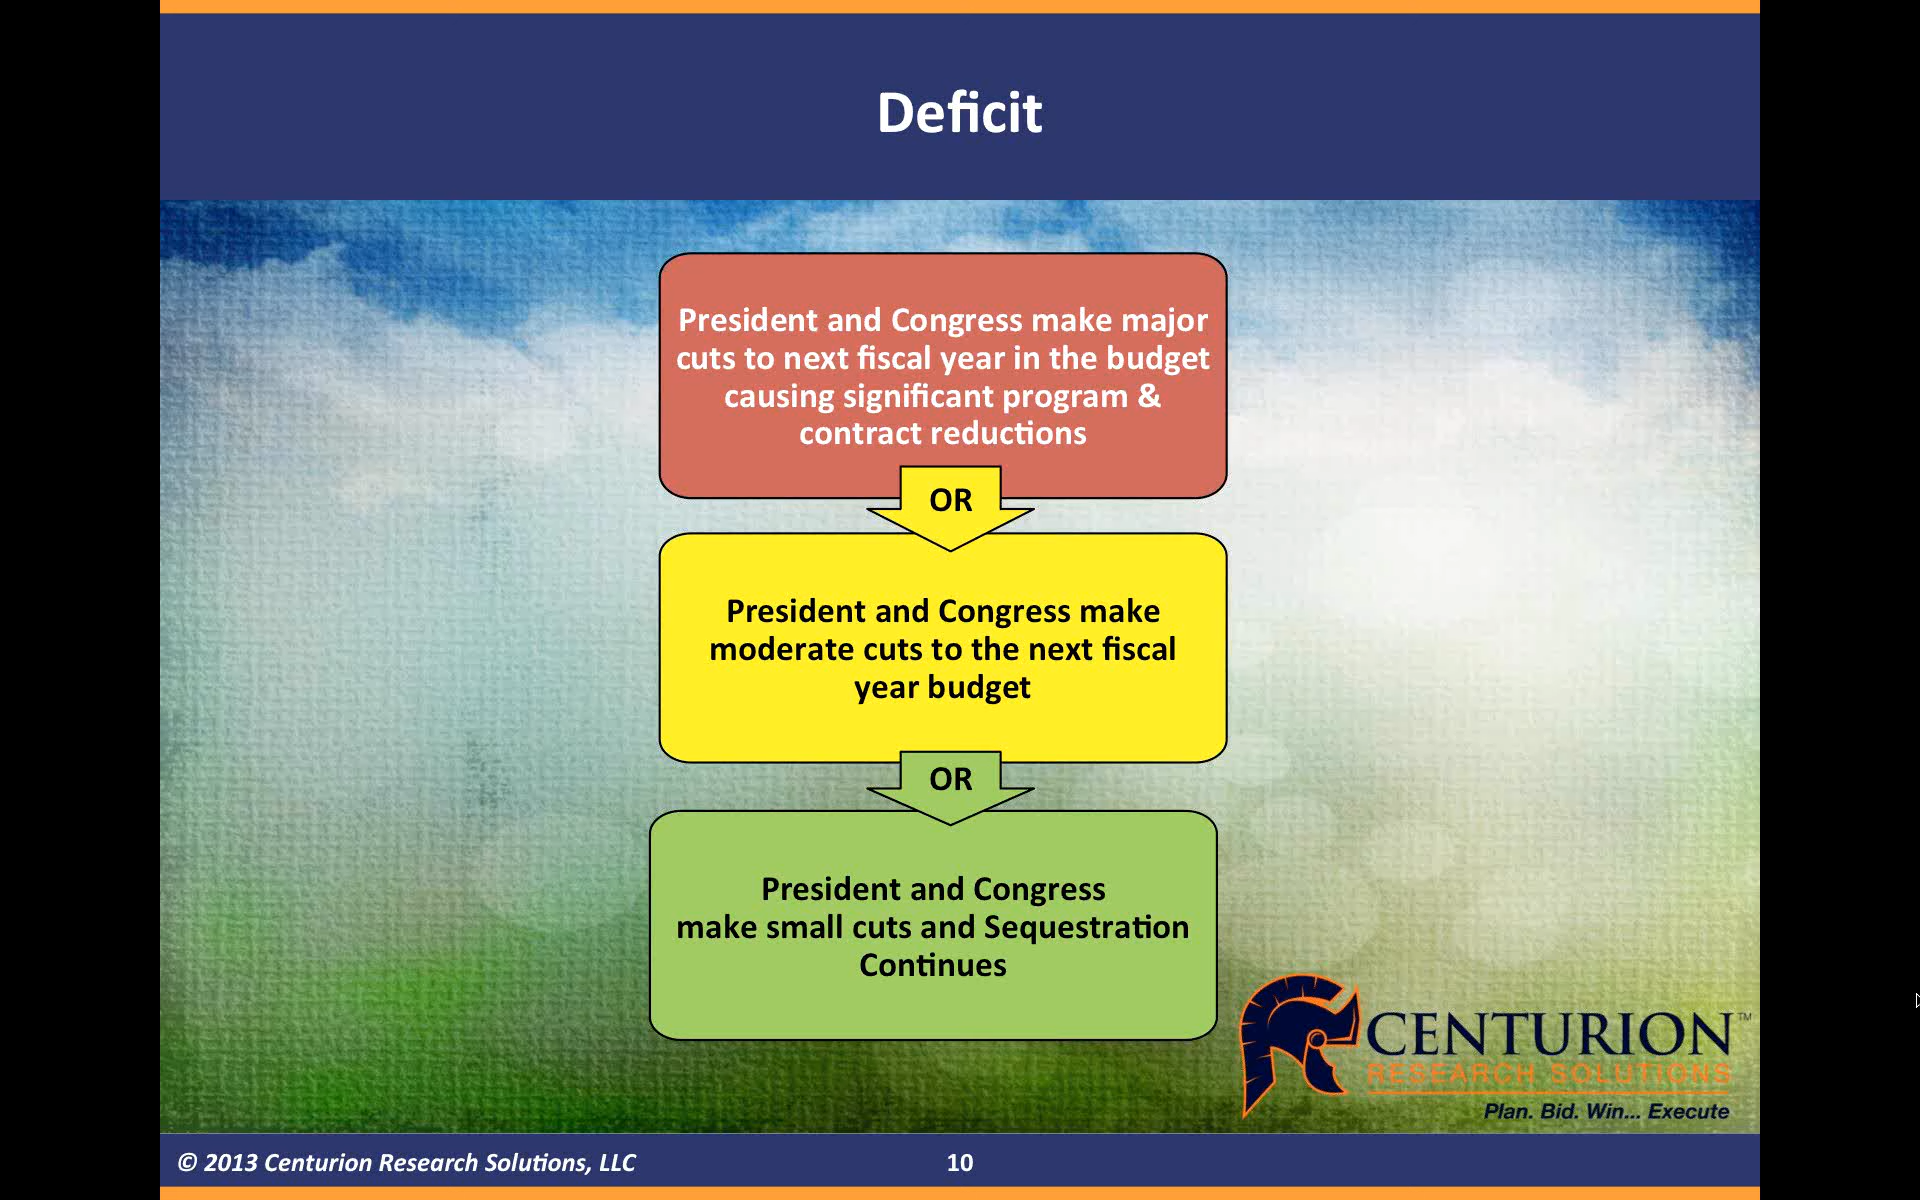 Deficit
President and Congress make major
cuts to next fiscal year in the budget
causing significant program &
contract reductions
OR
President and Congress make
moderate cuts to the next fiscal
year budget
OR
President and Congress
make small cuts and Sequestration
Continues
CENTURION™
RESEARCH SOLUTIONS
Plan. Bid. Win... Execute
© 2013 Centurion Research Solutions, LLC
10